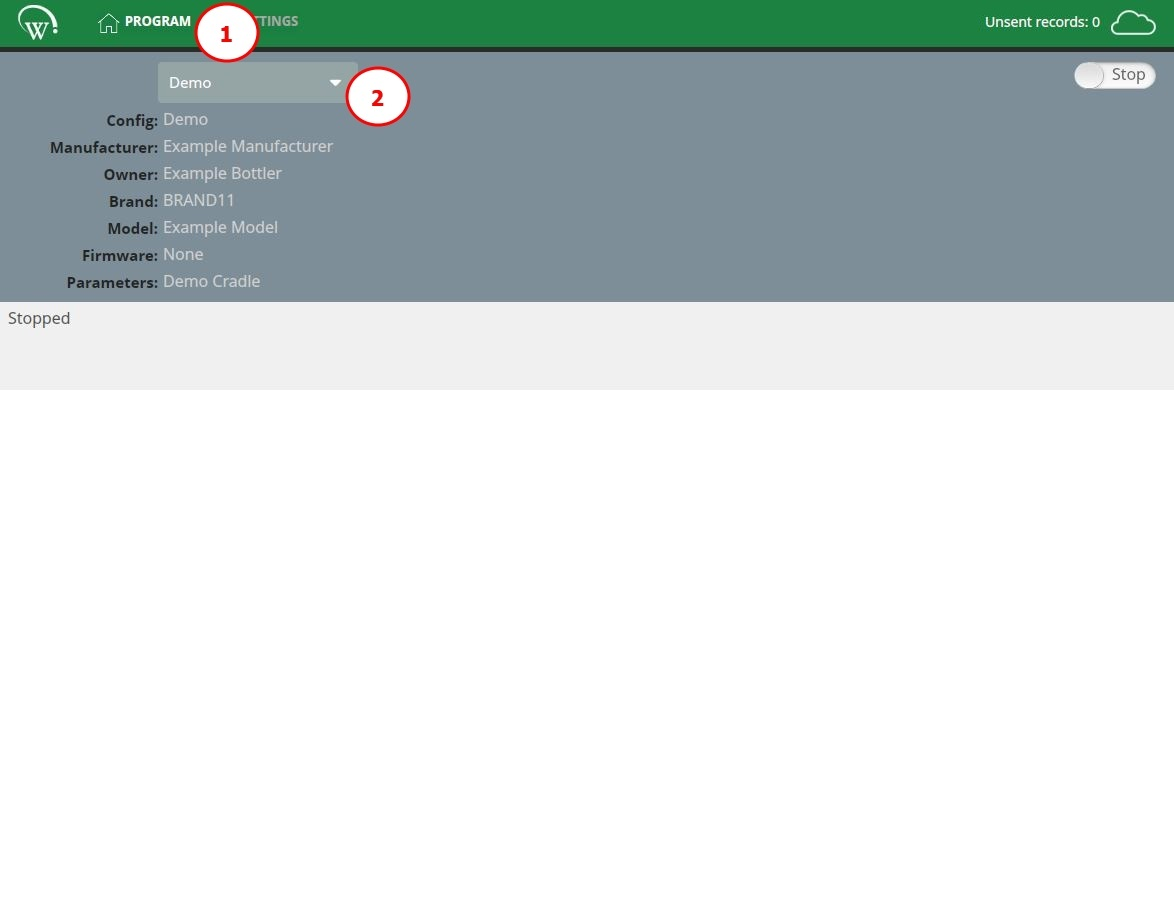 W
PROGRAM
1
TTINGS
Unsent records: 0
Demo
2
Stop
Config: Demo
Manufacturer: Example Manufacturer
Owner: Example Bottler
Brand: BRAND11
Model: Example Model
Firmware: None
Parameters: Demo Cradle
Stopped